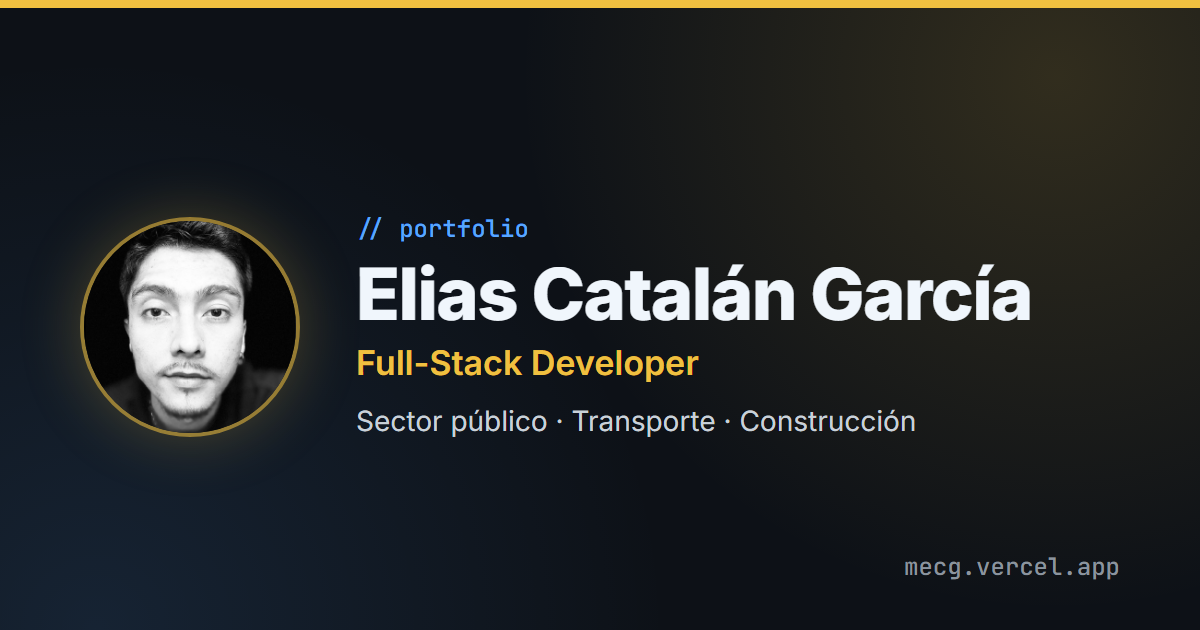 // portfolio
Elias Catalán García
Full-Stack Developer
Sector público · Transporte · Construcción
mecg.vercel.app